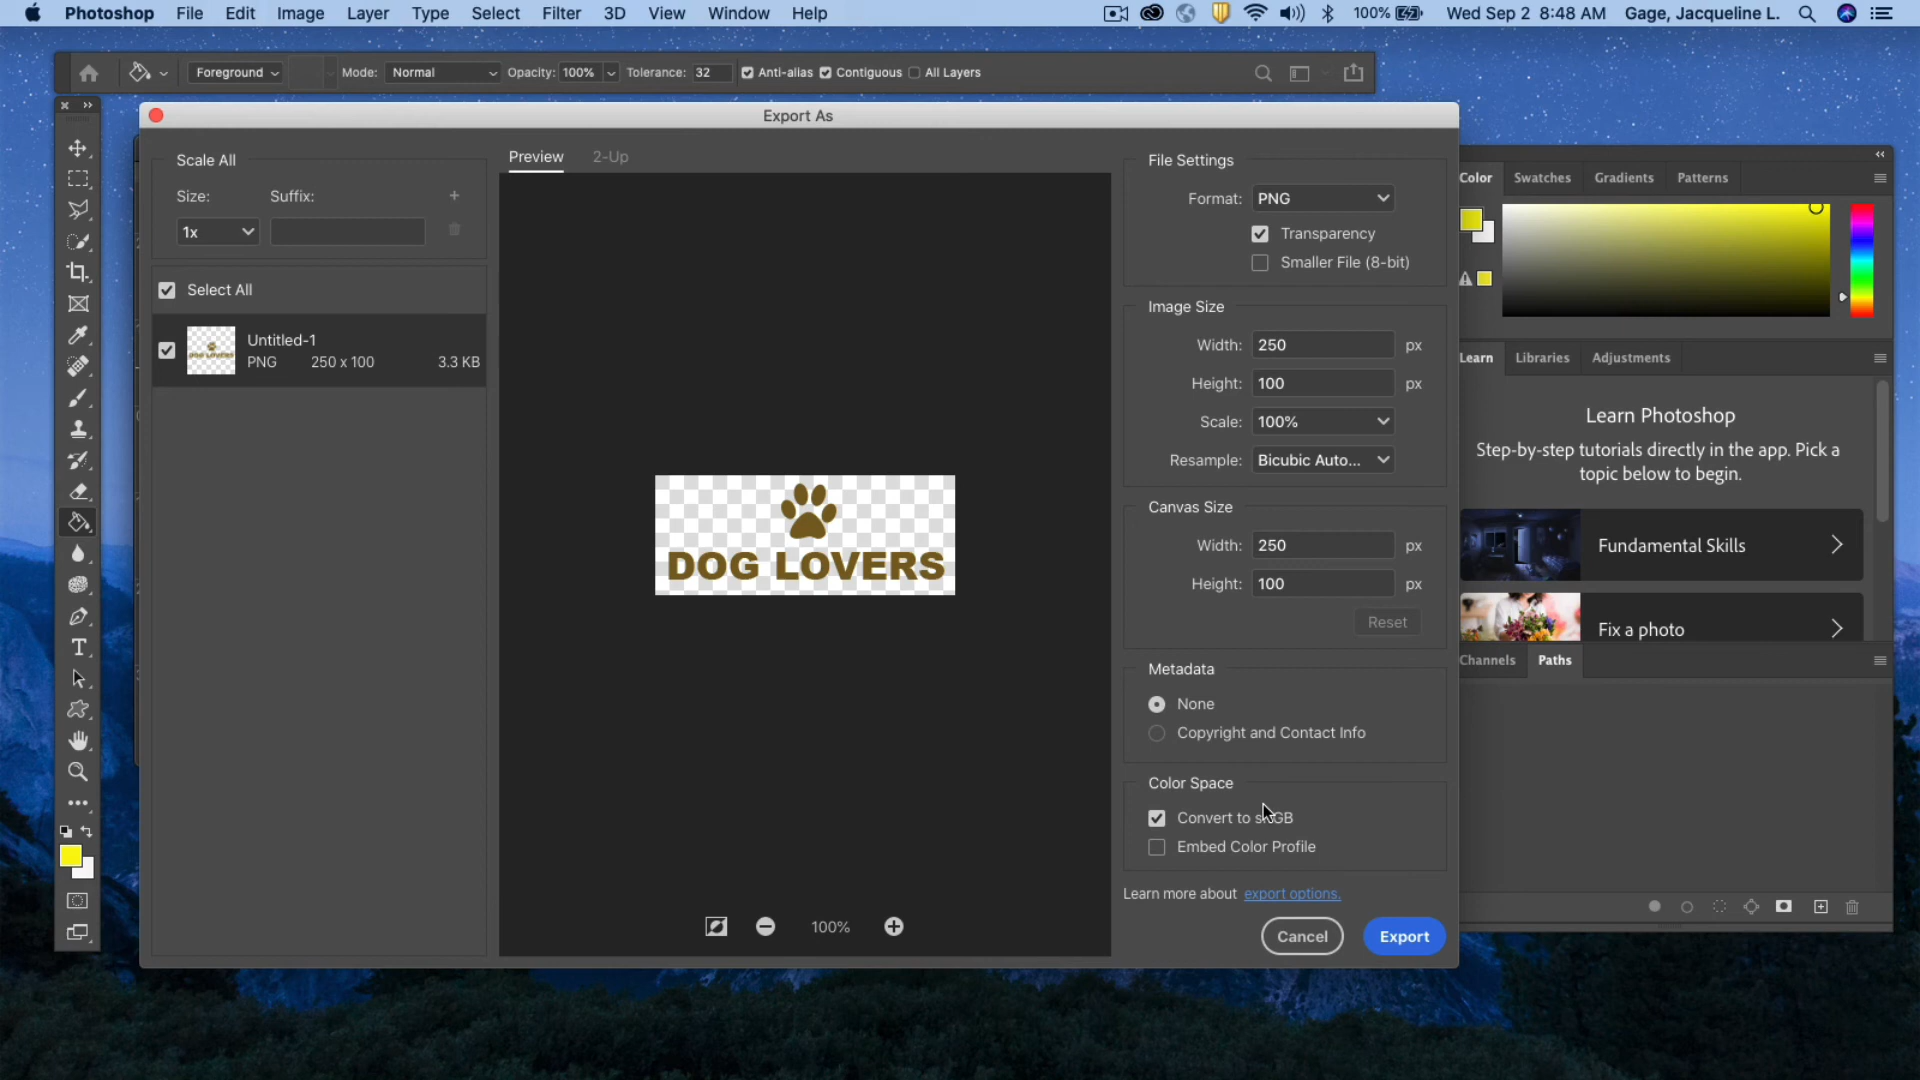 Photoshop File Edit Image Layer Type Select Filter 3D View Window Help 100% Wed Sep 2 8:48 AM Gage, Jacqueline L.
Foreground Mode: Normal Opacity: 100% Tolerance: 32 Anti-alias Contiguous All Layers
Export As
Scale All
Size: Suffix:
1x
Select All
Untitled-1
PNG 250 x 100 3.3 KB
Preview 2-Up
DOG LOVERS
100%
File Settings
Format: PNG
Transparency
Smaller File (8-bit)
Image Size
Width: 250 px
Height: 100 px
Scale: 100%
Resample: Bicubic Auto...
Canvas Size
Width: 250 px
Height: 100 px
Reset
Metadata
None
Copyright and Contact Info
Color Space
Convert to sRGB
Embed Color Profile
Learn more about export options.
Cancel Export
Color Swatches Gradients Patterns
Learn Libraries Adjustments
Learn Photoshop
Step-by-step tutorials directly in the app. Pick a
topic below to begin.
Fundamental Skills
Fix a photo
Channels Paths